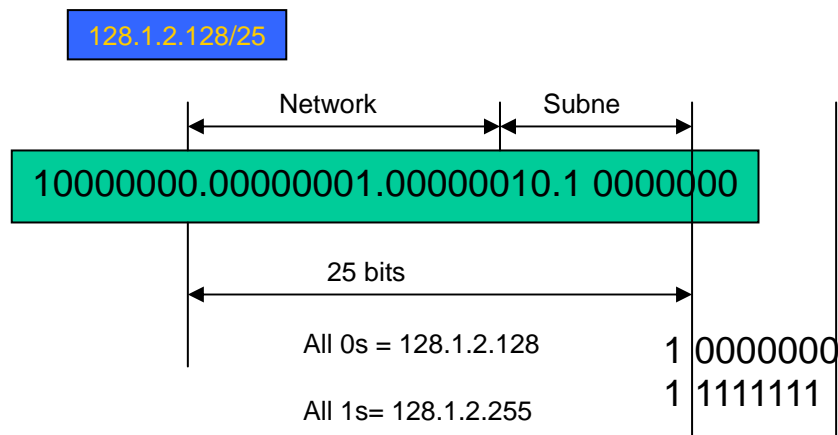 128.1.2.128/25
Network Subne
10000000.00000001.00000010.1 0000000
25 bits
All 0s = 128.1.2.128 1 0000000
1 1111111
All 1s= 128.1.2.255